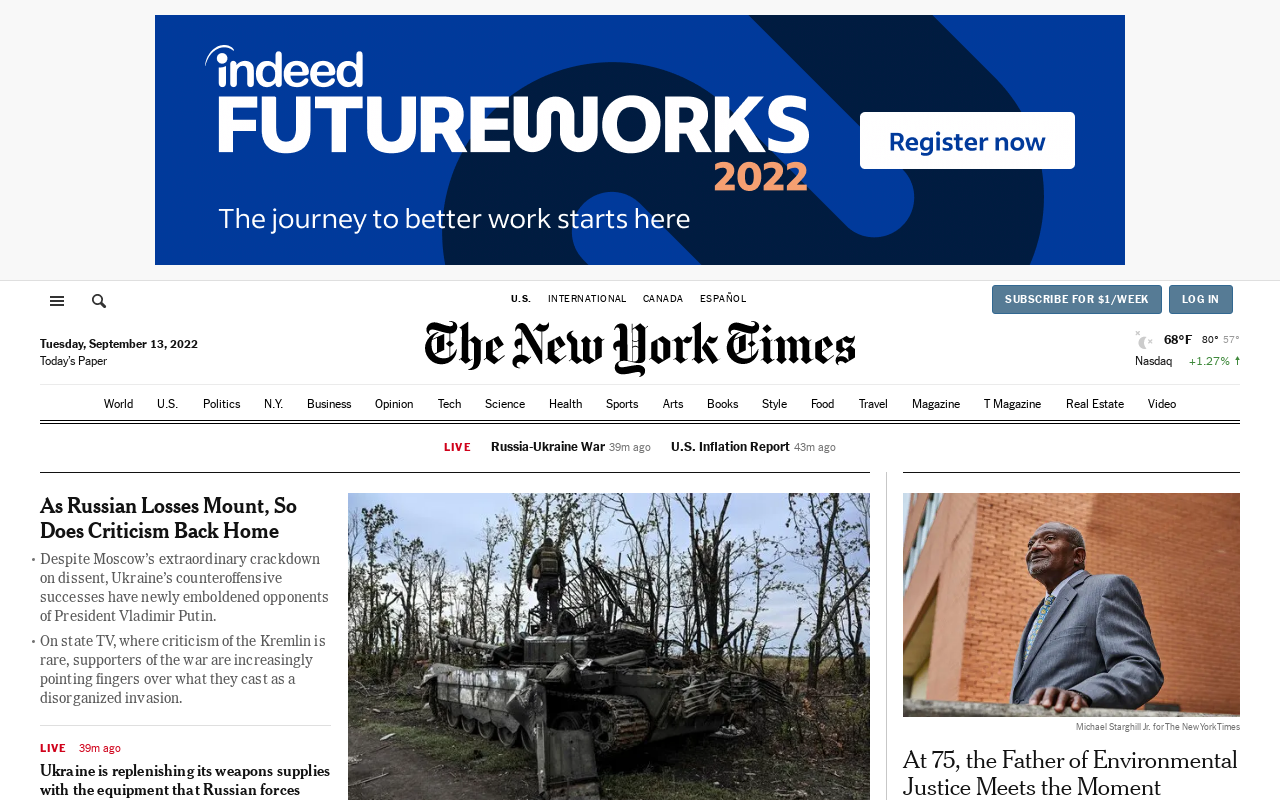 indeed
FUTUREWORKS
2022
The journey to better work starts here
Register now
U.S. INTERNATIONAL CANADA ESPAÑOL
SUBSCRIBE FOR $1/WEEK LOG IN
The New York Times
Tuesday, September 13, 2022
Today's Paper
68°F 80° 57°
Nasdaq +1.27% ↑
World U.S. Politics N.Y. Business Opinion Tech Science Health Sports Arts Books Style Food Travel Magazine T Magazine Real Estate Video
LIVE Russia-Ukraine War 39m ago U.S. Inflation Report 43m ago
As Russian Losses Mount, So
Does Criticism Back Home
• Despite Moscow's extraordinary crackdown
on dissent, Ukraine's counteroffensive
successes have newly emboldened opponents
of President Vladimir Putin.
• On state TV, where criticism of the Kremlin is
rare, supporters of the war are increasingly
pointing fingers over what they cast as a
disorganized invasion.
LIVE 39m ago
Ukraine is replenishing its weapons supplies
with the equipment that Russian forces
Michael Starghill Jr. for The New York Times
At 75, the Father of Environmental
Justice Meets the Moment